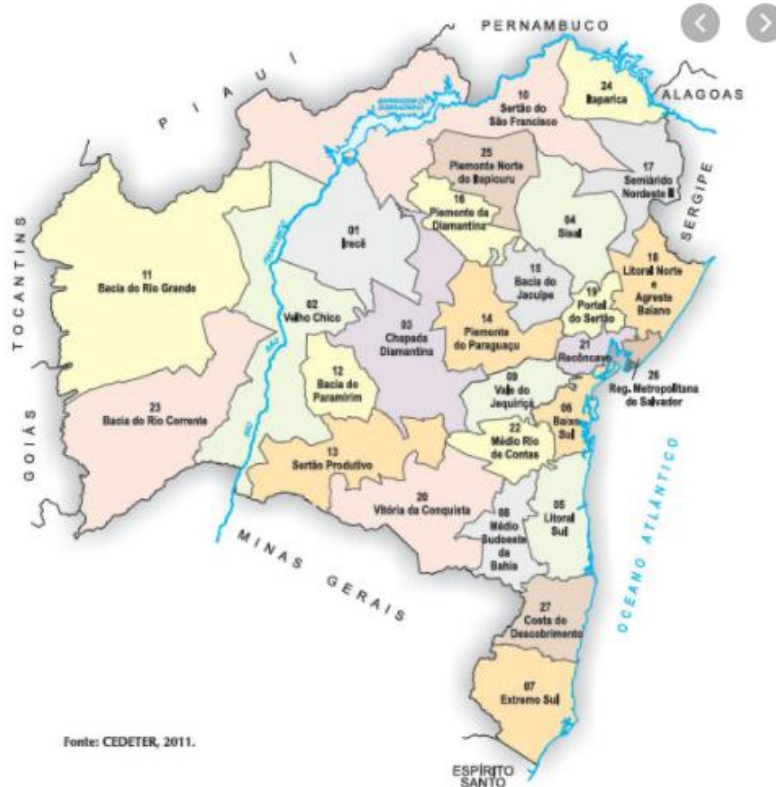 PERNAMBUCO
PIAUI
ALAGOAS
SERGIPE
TOCANTINS
GOIÁS
MINAS GERAIS
ESPÍRITO
SANTO
OCEANO ATLÂNTICO
24
Itaparica
10
Sertão do
São Francisco
25
Piemonte Norte
do Itapicuru
17
Semiárido
Nordeste II
16
Piemonte da
Diamantina
04
Sisal
01
Irecê
11
Bacia do Rio Grande
18
Litoral Norte
e
Agreste
Baiano
15
Bacia do
Jacuípe
19
Portal
do Sertão
02
Velho Chico
03
Chapada
Diamantina
14
Piemonte
do Paraguaçu
21
Recôncavo
26
Reg. Metropolitana
de Salvador
12
Bacia do
Paramirim
09
Vale do
Jequiriçá
06
Baixo
Sul
23
Bacia do Rio Corrente
22
Médio Rio
de Contas
13
Sertão Produtivo
20
Vitória da Conquista
08
Médio
Sudoeste
da
Bahia
05
Litoral
Sul
27
Costa do
Descobrimento
07
Extremo Sul
RIO
SÃO
FRANCISCO
Fonte: CEDETER, 2011.